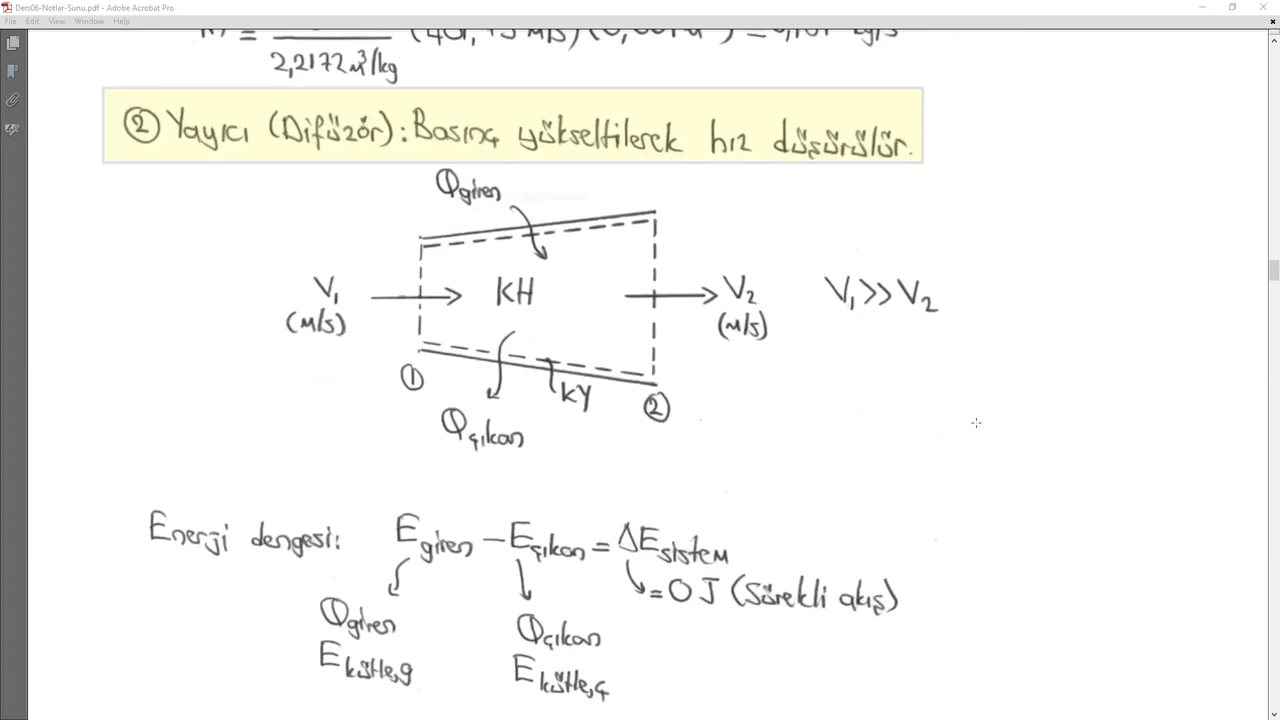 Ders06-Notlar-Sunu.pdf - Adobe Acrobat Pro
File Edit View Window Help
2,2172 m³/kg
② Yayıcı (Difüzör): Basınç yükseltilerek hız düşürülür.
Qgiren
V₁ KH V₂ V₁ >> V₂
(m/s) (m/s)
① KY ②
Qçıkan
Enerji dengesi: Egiren - Eçıkan = ΔEsistem
= 0 J (Sürekli akış)
Qgiren Qçıkan
Ekütle,g Ekütle,ç